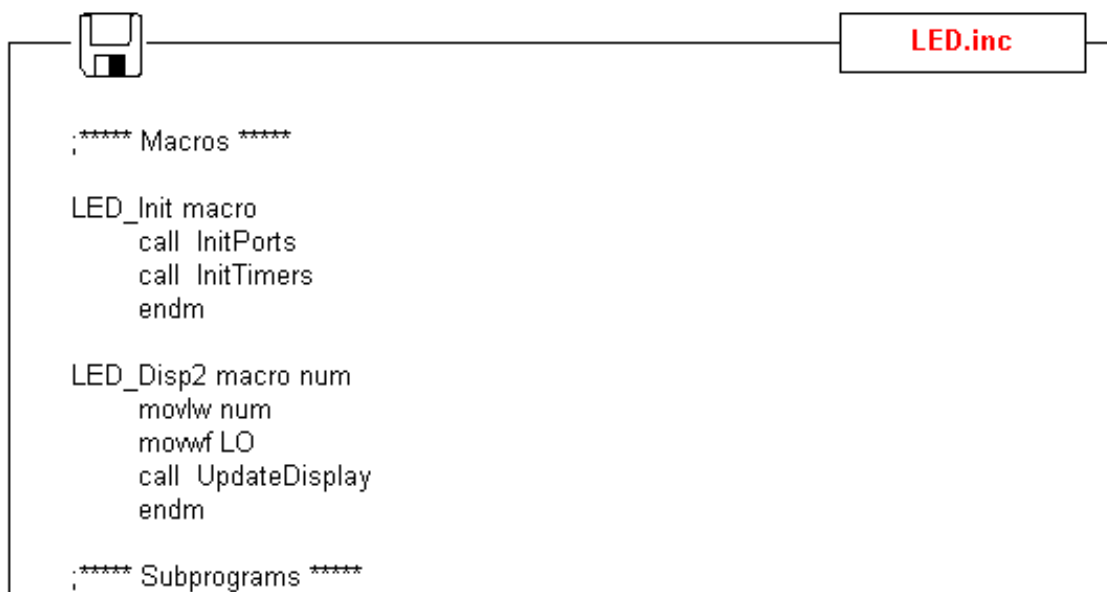 LED.inc
;***** Macros *****
LED_Init macro
call InitPorts
call InitTimers
endm
LED_Disp2 macro num
movlw num
movwf LO
call UpdateDisplay
endm
;***** Subprograms *****